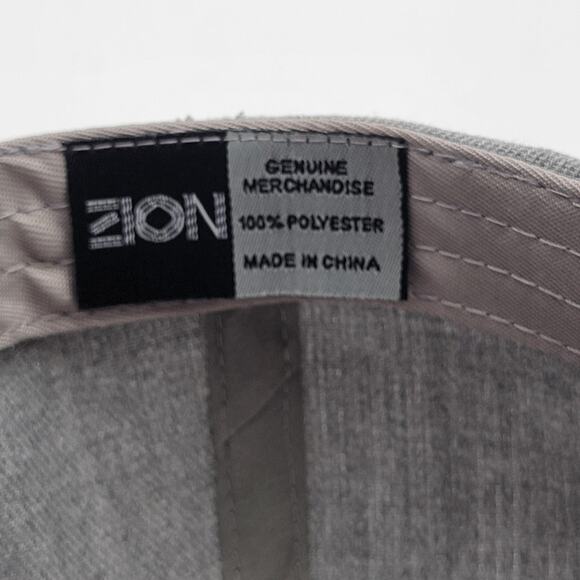 ZION
GENUINE
MERCHANDISE
100% POLYESTER
MADE IN CHINA